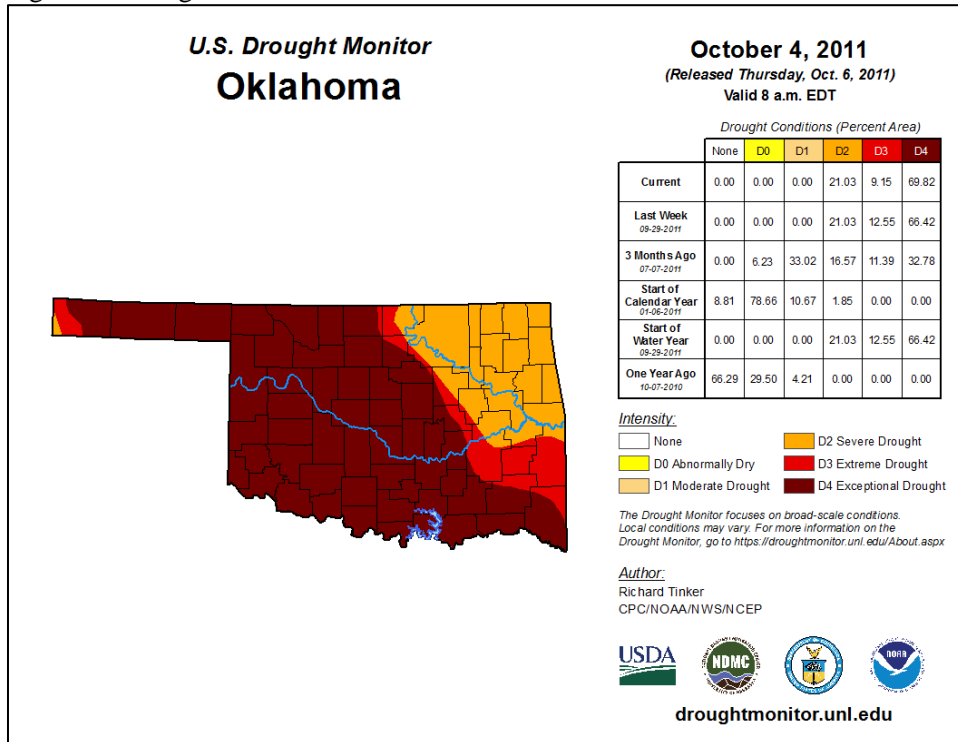 U.S. Drought Monitor
Oklahoma
October 4, 2011
(Released Thursday, Oct. 6, 2011)
Valid 8 a.m. EDT
Drought Conditions (Percent Area)
None D0 D1 D2 D3 D4
Current 0.00 0.00 0.00 21.03 9.15 69.82
Last Week 0.00 0.00 0.00 21.03 12.55 66.42
09-29-2011
3 Months Ago 0.00 6.23 33.02 16.57 11.39 32.78
07-07-2011
Start of
Calendar Year 8.81 78.66 10.67 1.85 0.00 0.00
01-06-2011
Start of
Water Year 0.00 0.00 0.00 21.03 12.55 66.42
09-29-2011
One Year Ago 66.29 29.50 4.21 0.00 0.00 0.00
10-07-2010
Intensity:
None
D0 Abnormally Dry
D1 Moderate Drought
D2 Severe Drought
D3 Extreme Drought
D4 Exceptional Drought
The Drought Monitor focuses on broad-scale conditions.
Local conditions may vary. For more information on the
Drought Monitor, go to https://droughtmonitor.unl.edu/About.aspx
Author:
Richard Tinker
CPC/NOAA/NWS/NCEP
USDA
NDMC
NOAA
droughtmonitor.unl.edu